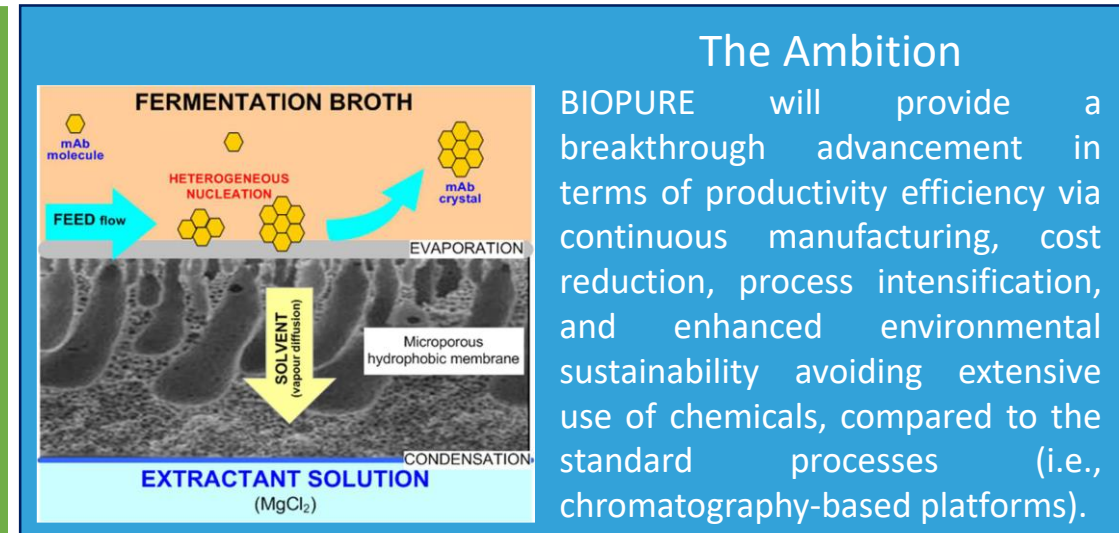 The Ambition
BIOPURE will provide a
breakthrough advancement in
terms of productivity efficiency via
continuous manufacturing, cost
reduction, process intensification,
and enhanced environmental
sustainability avoiding extensive
use of chemicals, compared to the
standard processes (i.e.,
chromatography-based platforms).
FERMENTATION BROTH
mAb
molecule
HETEROGENEOUS
NUCLEATION
mAb
crystal
FEED flow
EVAPORATION
SOLVENT
(vapour diffusion)
Microporous
hydrophobic membrane
CONDENSATION
EXTRACTANT SOLUTION
(MgCl₂)